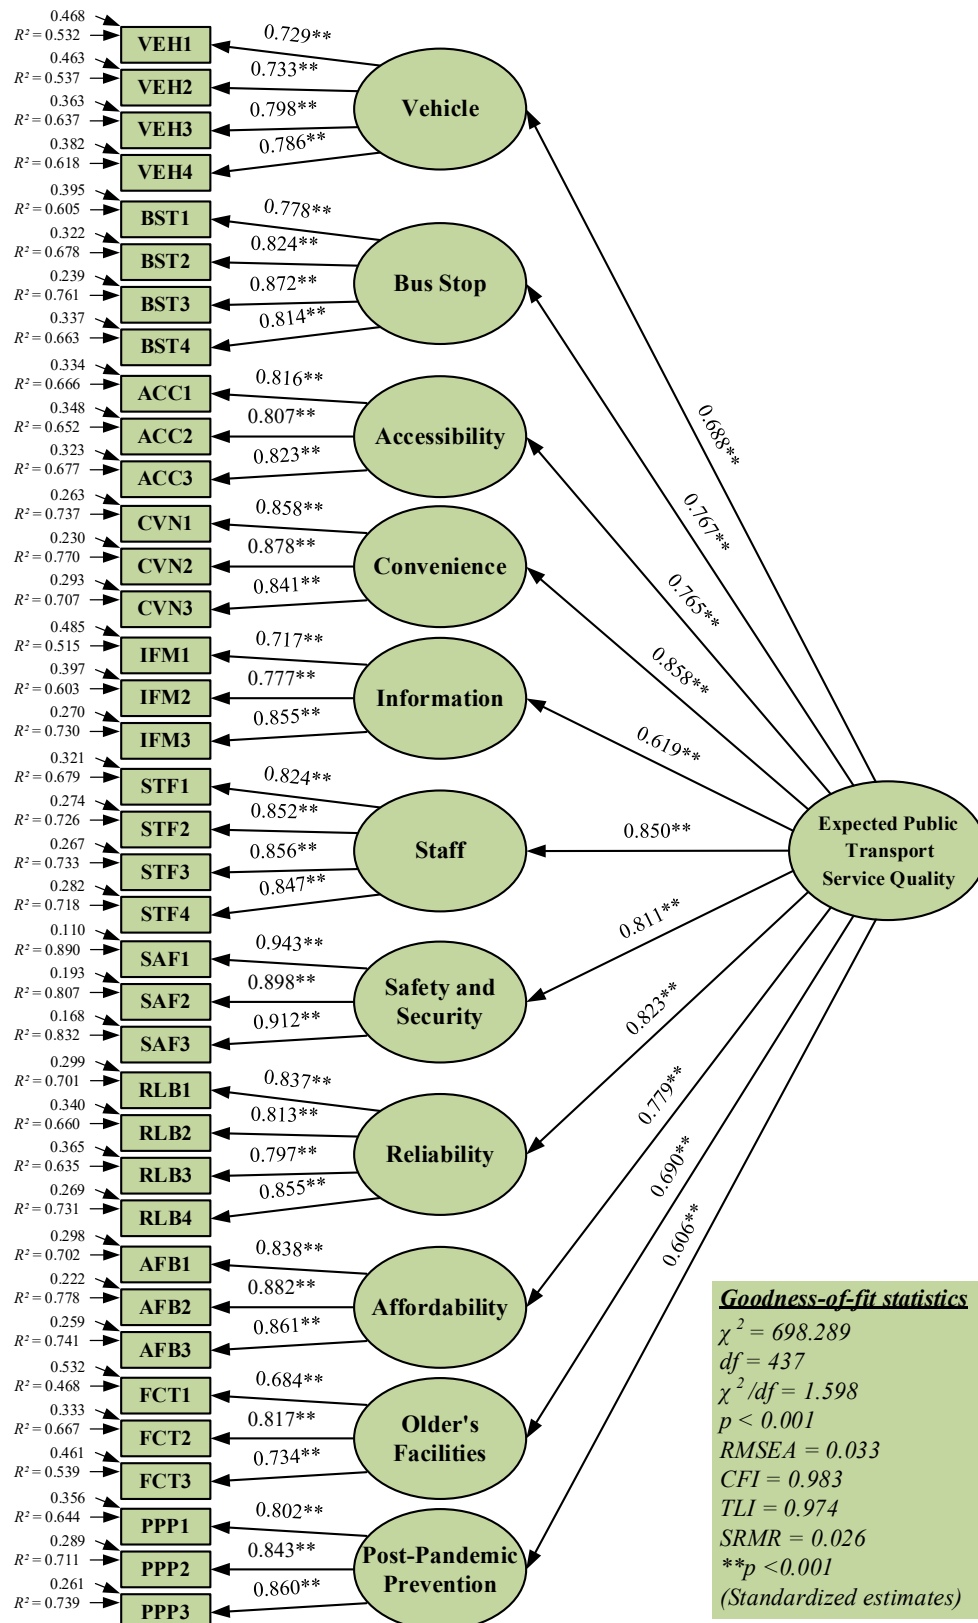 0.468
R² = 0.532
VEH1
0.729**
0.463
R² = 0.537
VEH2
0.733**
0.363
R² = 0.637
VEH3
0.798**
0.382
R² = 0.618
VEH4
0.786**
Vehicle
0.688**
0.395
R² = 0.605
BST1
0.778**
0.322
R² = 0.678
BST2
0.824**
0.239
R² = 0.761
BST3
0.872**
0.337
R² = 0.663
BST4
0.814**
Bus Stop
0.767**
0.334
R² = 0.666
ACC1
0.816**
0.348
R² = 0.652
ACC2
0.807**
0.323
R² = 0.677
ACC3
0.823**
Accessibility
0.765**
0.263
R² = 0.737
CVN1
0.858**
0.230
R² = 0.770
CVN2
0.878**
0.293
R² = 0.707
CVN3
0.841**
Convenience
0.858**
0.485
R² = 0.515
IFM1
0.717**
0.397
R² = 0.603
IFM2
0.777**
0.270
R² = 0.730
IFM3
0.855**
Information
0.619**
0.321
R² = 0.679
STF1
0.824**
0.274
R² = 0.726
STF2
0.852**
0.267
R² = 0.733
STF3
0.856**
0.282
R² = 0.718
STF4
0.847**
Staff
0.850**
Expected Public
Transport
Service Quality
0.110
R² = 0.890
SAF1
0.943**
0.193
R² = 0.807
SAF2
0.898**
0.168
R² = 0.832
SAF3
0.912**
Safety and
Security
0.811**
0.299
R² = 0.701
RLB1
0.837**
0.340
R² = 0.660
RLB2
0.813**
0.365
R² = 0.635
RLB3
0.797**
0.269
R² = 0.731
RLB4
0.855**
Reliability
0.823**
0.298
R² = 0.702
AFB1
0.838**
0.222
R² = 0.778
AFB2
0.882**
0.259
R² = 0.741
AFB3
0.861**
Affordability
0.779**
0.532
R² = 0.468
FCT1
0.684**
0.333
R² = 0.667
FCT2
0.817**
0.461
R² = 0.539
FCT3
0.734**
Older's
Facilities
0.690**
0.356
R² = 0.644
PPP1
0.802**
0.289
R² = 0.711
PPP2
0.843**
0.261
R² = 0.739
PPP3
0.860**
Post-Pandemic
Prevention
0.606**
Goodness-of-fit statistics
χ² = 698.289
df = 437
χ²/df = 1.598
p < 0.001
RMSEA = 0.033
CFI = 0.983
TLI = 0.974
SRMR = 0.026
**p <0.001
(Standardized estimates)